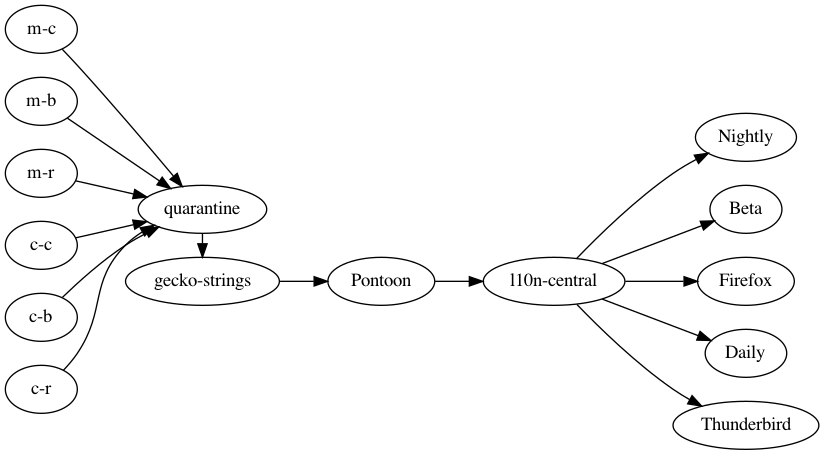 m-c
m-b
m-r
c-c
c-b
c-r
quarantine
gecko-strings
Pontoon
l10n-central
Nightly
Beta
Firefox
Daily
Thunderbird